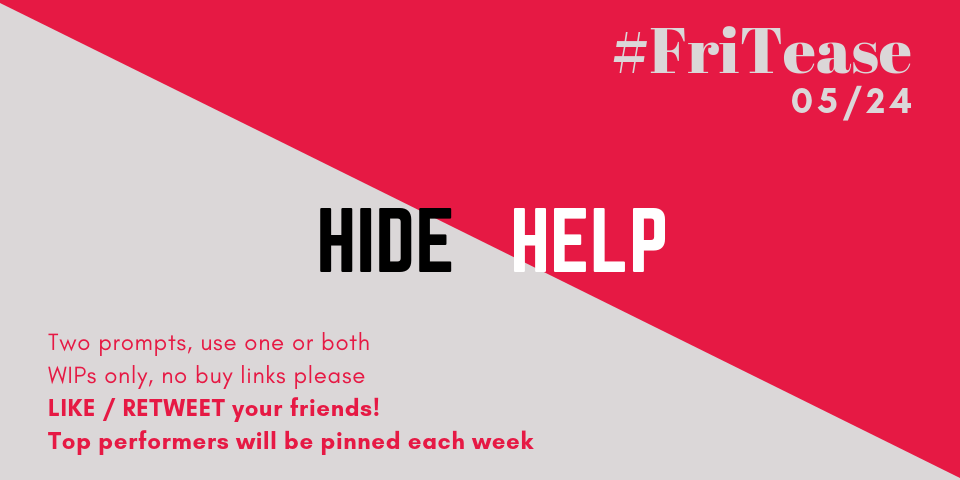 #FriTease
05/24
HIDE HELP
Two prompts, use one or both
WIPs only, no buy links please
LIKE / RETWEET your friends!
Top performers will be pinned each week